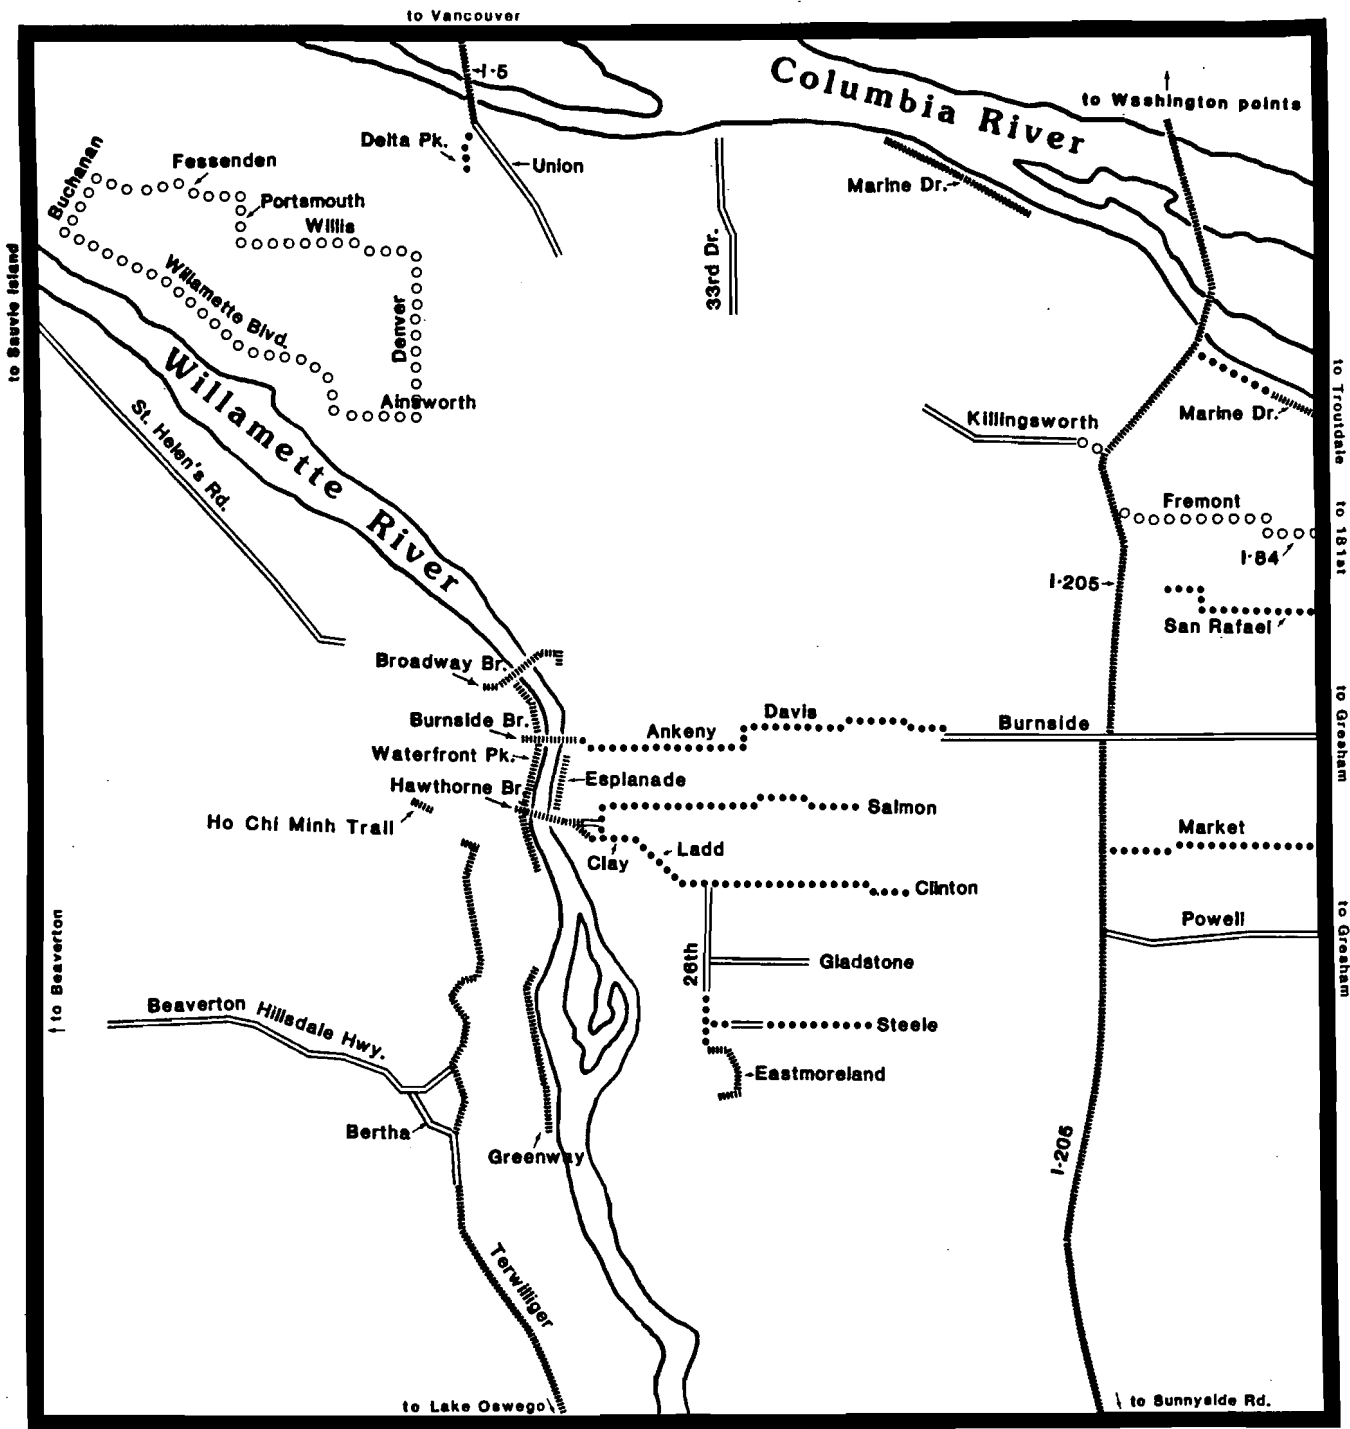 to Vancouver
I-5
Columbia River
to Washington points
Delta Pk.
Union
Buchanan
Fessenden
Portsmouth
Willis
Marine Dr.
33rd Dr.
to Sauvie Island
Willamette Blvd.
Denver
Ainsworth
Willamette River
St. Helen's Rd.
Killingsworth
Marine Dr.
to Troutdale
Fremont
to 181st
I-84
I-205
San Rafael
Broadway Br.
Burnside Br.
Ankeny
Davis
Burnside
to Gresham
Waterfront Pk.
Hawthorne Br.
Esplanade
Salmon
Ho Chi Minh Trail
Clay
Ladd
Market
Clinton
to Beaverton
Powell
to Gresham
26th
Gladstone
Beaverton Hillsdale Hwy.
Steele
Eastmoreland
Bertha
Greenway
I-205
Terwilliger
to Lake Oswego
to Sunnyside Rd.